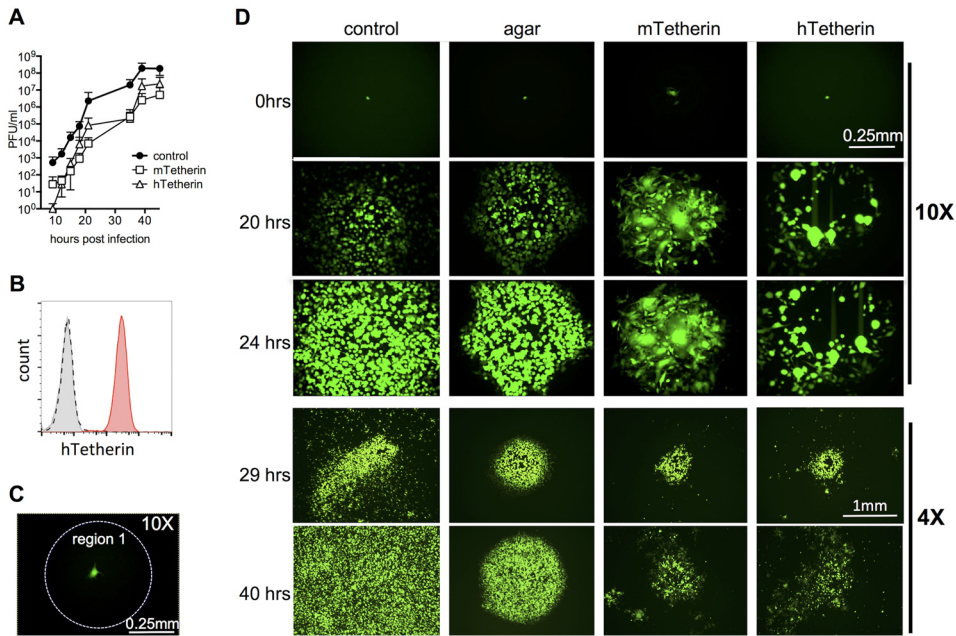 A
10⁹
10⁸
10⁷
10⁶
10⁵
10⁴
10³
10²
10¹
10⁰
PFU/ml
control
mTetherin
hTetherin
10 20 30 40
hours post infection
B
count
hTetherin
C
10X
region 1
0.25mm
D
control agar mTetherin hTetherin
0hrs
0.25mm
20 hrs
24 hrs
10X
29 hrs
1mm
40 hrs
4X